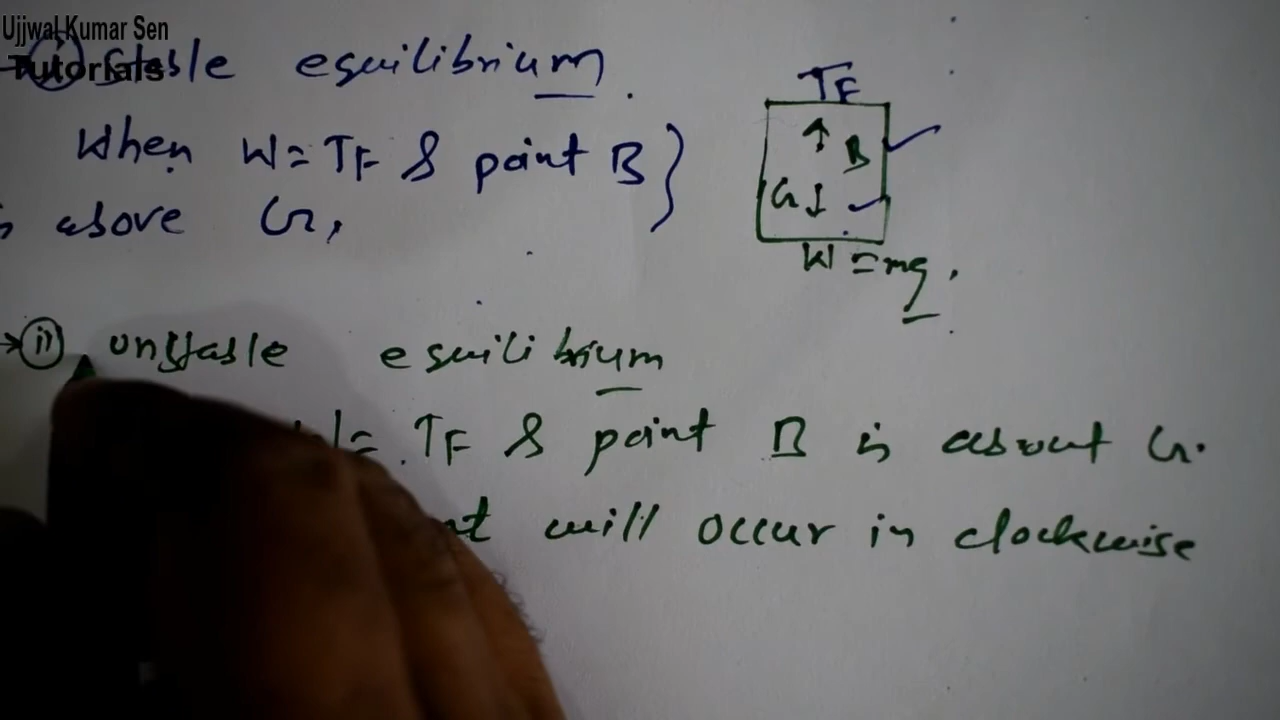 Ujjwal Kumar Sen
Tutorials
equilibrium.
When W = TF & point B
above G,
TF
B
G
W = mg,
→ (ii) unstable equilibrium
= TF & point B is about G.
will occur in clockwise